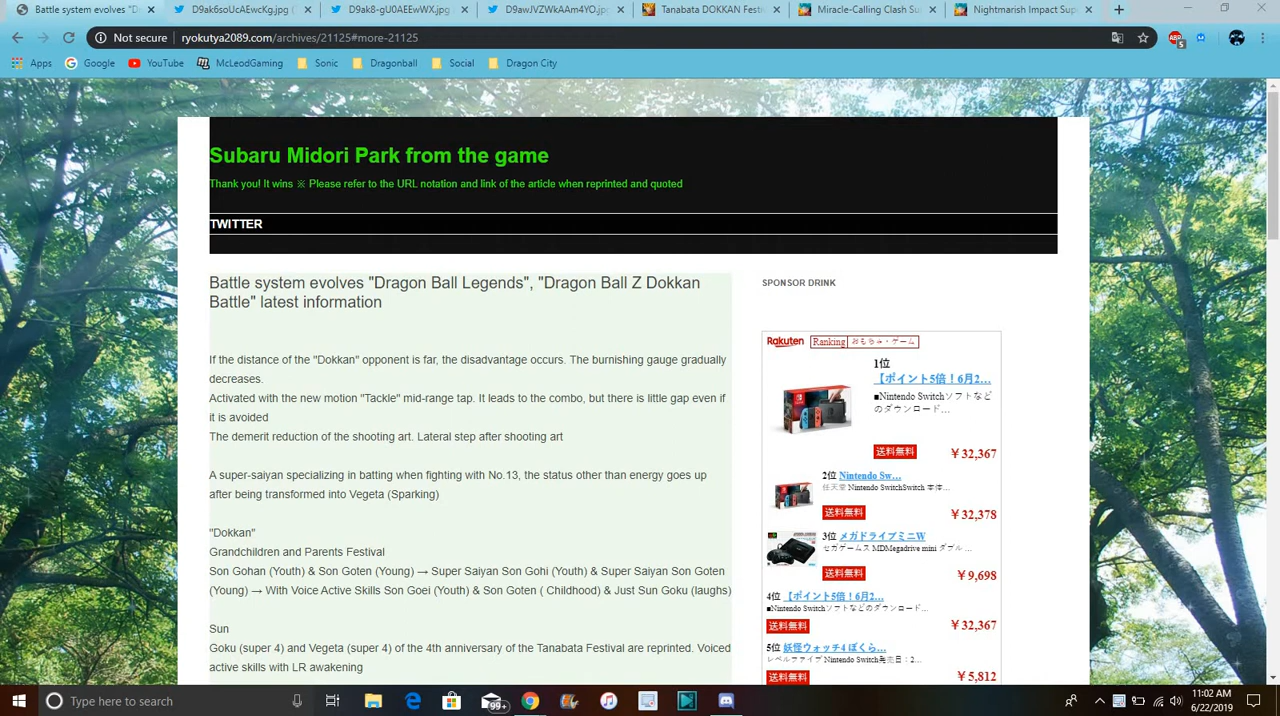 Battle system evolves "Dragon B
D9ak6soUcAAECvg.jpg
D9ak8-gU0AEEwWX.jpg
D9awJVZWkAAm4YO.jpg
Tanabata DOKKAN Fest
Miracle-calling Clash Su
Nightmarish Impact Sup
Not secure | ryokutya2089.com/archives/21125#more-21125
5
Apps Google YouTube McLeodGaming Sonic Dragonball Social Dragon City
Subaru Midori Park from the game
Thank you! It wins ※ Please refer to the URL notation and link of the article when reprinted and quoted
TWITTER
Battle system evolves "Dragon Ball Legends", "Dragon Ball Z Dokkan
Battle" latest information
If the distance of the "Dokkan" opponent is far, the disadvantage occurs. The burnishing gauge gradually
decreases.
Activated with the new motion "Tackle" mid-range tap. It leads to the combo, but there is little gap even if
it is avoided
The demerit reduction of the shooting art. Lateral step after shooting art
A super-saiyan specializing in batting when fighting with No.13, the status other than energy goes up
after being transformed into Vegeta (Sparking)
"Dokkan"
Grandchildren and Parents Festival
Son Gohan (Youth) & Son Goten (Young) → Super Saiyan Son Gohi (Youth) & Super Saiyan Son Goten
(Young) → With Voice Active Skills Son Goei (Youth) & Son Goten ( Childhood) & Just Sun Goku (laughs)
Sun
Goku (super 4) and Vegeta (super 4) of the 4th anniversary of the Tanabata Festival are reprinted. Voiced
active skills with LR awakening
SPONSOR DRINK
Rakuten Ranking おもちゃ・ゲーム
1位
【ポイント5倍！6月2…
■Nintendo Switchソフトなど
のダウンロード…
送料無料 ￥32,367
2位 Nintendo Sw…
任天堂 Nintendo SwitchSwitch 本体…
送料無料 ￥32,378
3位 メガドライブミニW
セガゲームス MDMegadrive mini ダブル …
送料無料 ￥9,698
4位 【ポイント5倍！6月2…
■Nintendo Switchソフトなどのダウンロード…
送料無料 ￥32,367
5位 妖怪ウォッチ4 ぼくら…
レベルファイブ Nintendo Switch発売日：2…
送料無料 ￥5,812
Type here to search
99+
11:02 AM
6/22/2019